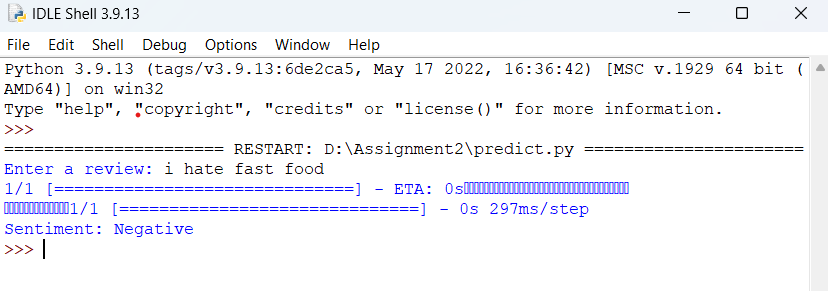 IDLE Shell 3.9.13
File Edit Shell Debug Options Window Help
Python 3.9.13 (tags/v3.9.13:6de2ca5, May 17 2022, 16:36:42) [MSC v.1929 64 bit (
AMD64)] on win32
Type "help", "copyright", "credits" or "license()" for more information.
>>>
====================== RESTART: D:\Assignment2\predict.py ======================
Enter a review: i hate fast food
1/1 [==============================] - ETA: 0s
1/1 [==============================] - 0s 297ms/step
Sentiment: Negative
>>>